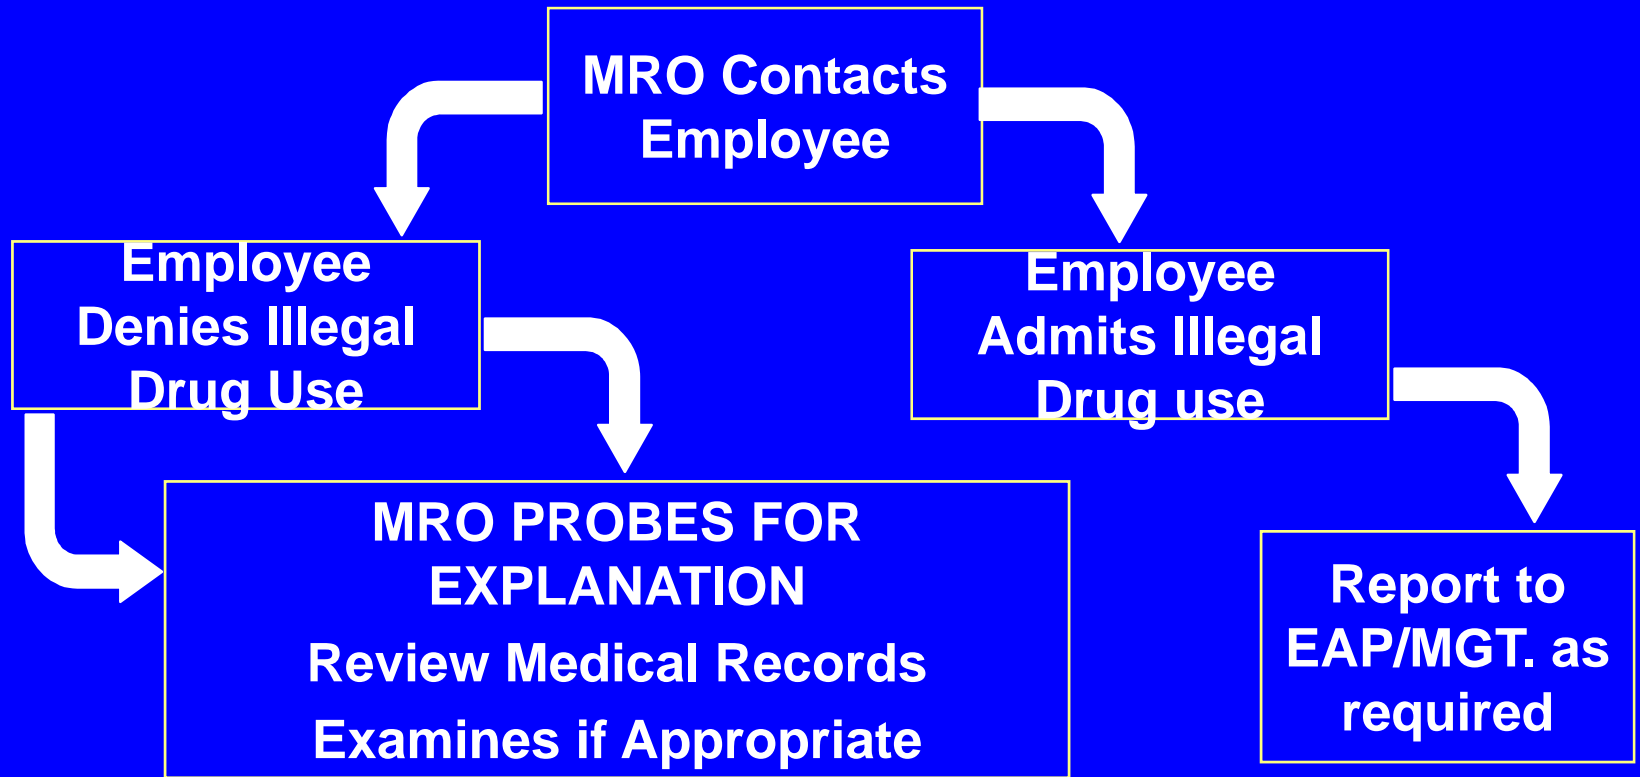 MRO Contacts
Employee
Employee
Denies Illegal
Drug Use
Employee
Admits Illegal
Drug use
MRO PROBES FOR
EXPLANATION
Review Medical Records
Examines if Appropriate
Report to
EAP/MGT. as
required